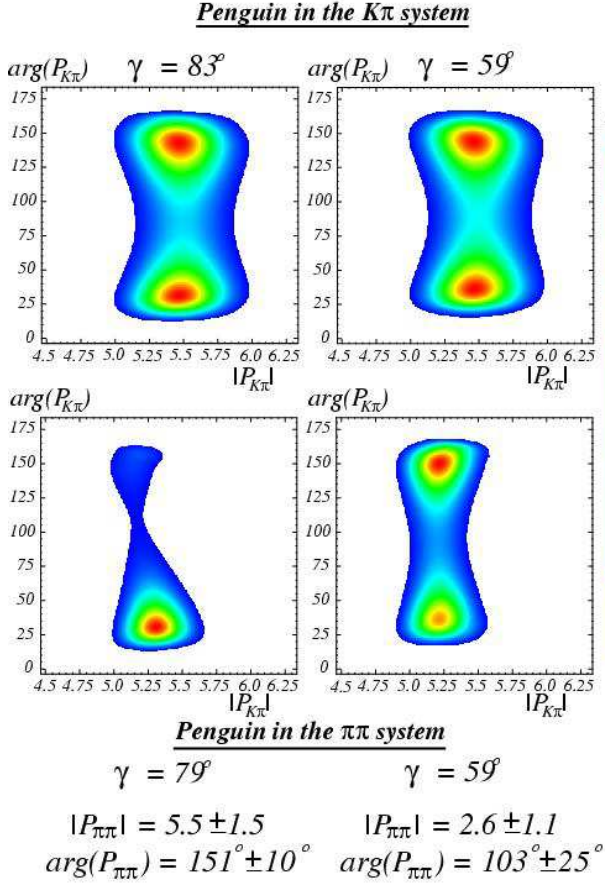 Penguin in the Kπ system
arg(P_Kπ) γ = 83° arg(P_Kπ) γ = 59°
175 175
150 150
125 125
100 100
75 75
50 50
25 25
0 0
4.5 4.75 5.0 5.25 5.5 5.75 6.0 6.25 4.5 4.75 5.0 5.25 5.5 5.75 6.0 6.25
|P_Kπ| |P_Kπ|
arg(P_Kπ) arg(P_Kπ)
175 175
150 150
125 125
100 100
75 75
50 50
25 25
0 0
4.5 4.75 5.0 5.25 5.5 5.75 6.0 6.25 4.5 4.75 5.0 5.25 5.5 5.75 6.0 6.25
|P_Kπ| |P_Kπ|
Penguin in the ππ system
γ = 79° γ = 59°
|P_ππ| = 5.5 ±1.5 |P_ππ| = 2.6 ±1.1
arg(P_ππ) = 151°±10° arg(P_ππ) = 103°±25°